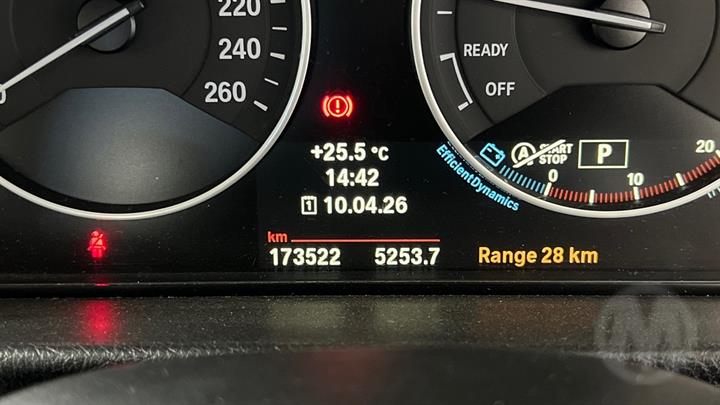 220
240
260
0
READY
OFF
+25.5 °C
14:42
1 10.04.26
km
173522 5253.7
Range 28 km
EfficientDynamics
A START STOP P
0 10 20
M